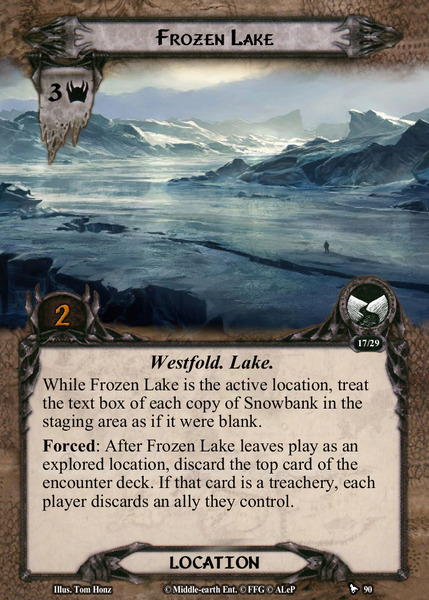 Frozen Lake
3
2
17/29
Westfold. Lake.
While Frozen Lake is the active location, treat
the text box of each copy of Snowbank in the
staging area as if it were blank.
Forced: After Frozen Lake leaves play as an
explored location, discard the top card of the
encounter deck. If that card is a treachery, each
player discards an ally they control.
LOCATION
Illus. Tom Honz
© Middle-earth Ent. © FFG © ALeP
90